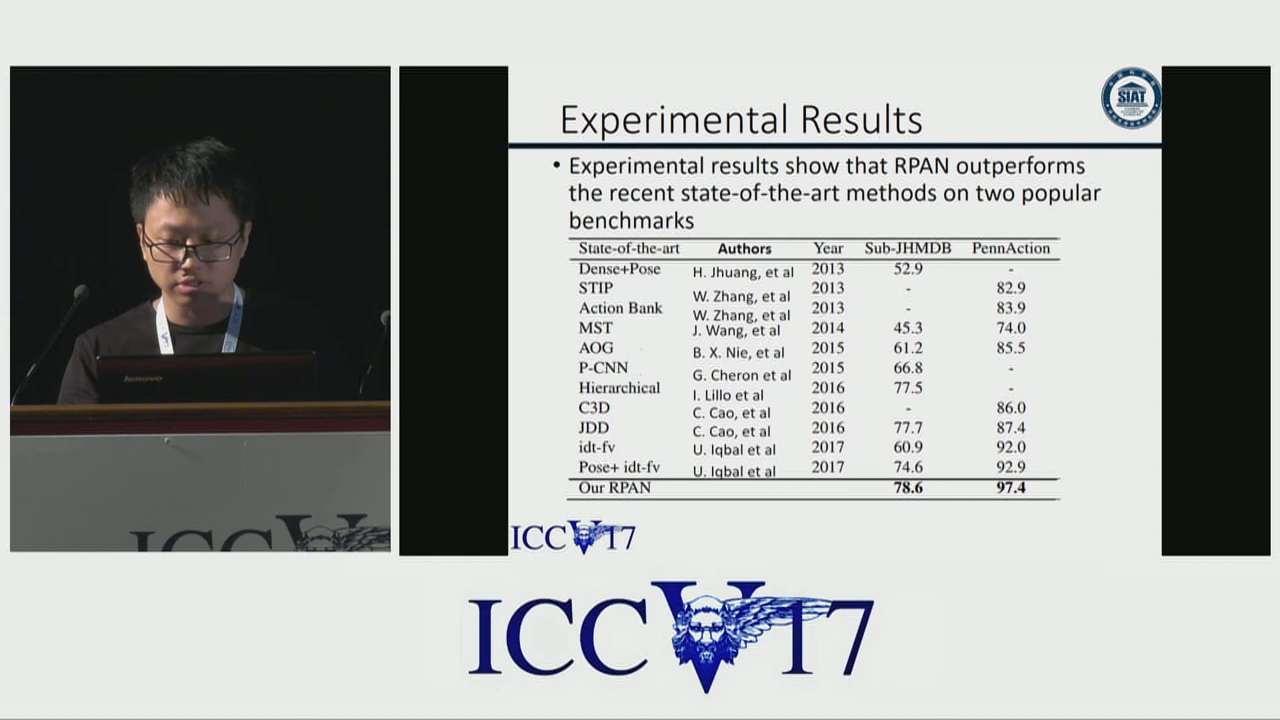 SIAT
Experimental Results
• Experimental results show that RPAN outperforms
the recent state-of-the-art methods on two popular
benchmarks
State-of-the-art Authors Year Sub-JHMDB PennAction
Dense+Pose H. Jhuang, et al 2013 52.9 -
STIP W. Zhang, et al 2013 - 82.9
Action Bank W. Zhang, et al 2013 - 83.9
MST J. Wang, et al 2014 45.3 74.0
AOG B. X. Nie, et al 2015 61.2 85.5
P-CNN G. Cheron et al 2015 66.8 -
Hierarchical I. Lillo et al 2016 77.5 -
C3D C. Cao, et al 2016 - 86.0
JDD C. Cao, et al 2016 77.7 87.4
idt-fv U. Iqbal et al 2017 60.9 92.0
Pose+ idt-fv U. Iqbal et al 2017 74.6 92.9
Our RPAN 78.6 97.4
lenovo
ICCV
ICCV17
ICCV17